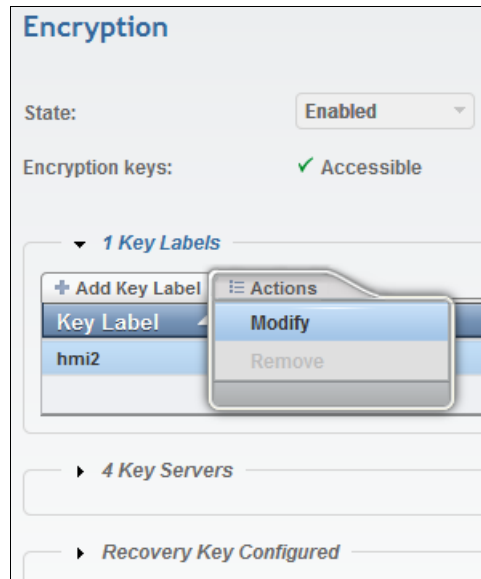 Encryption
State: Enabled
Encryption keys: Accessible
1 Key Labels
Add Key Label Actions
Key Label Modify
hmi2 Remove
4 Key Servers
Recovery Key Configured